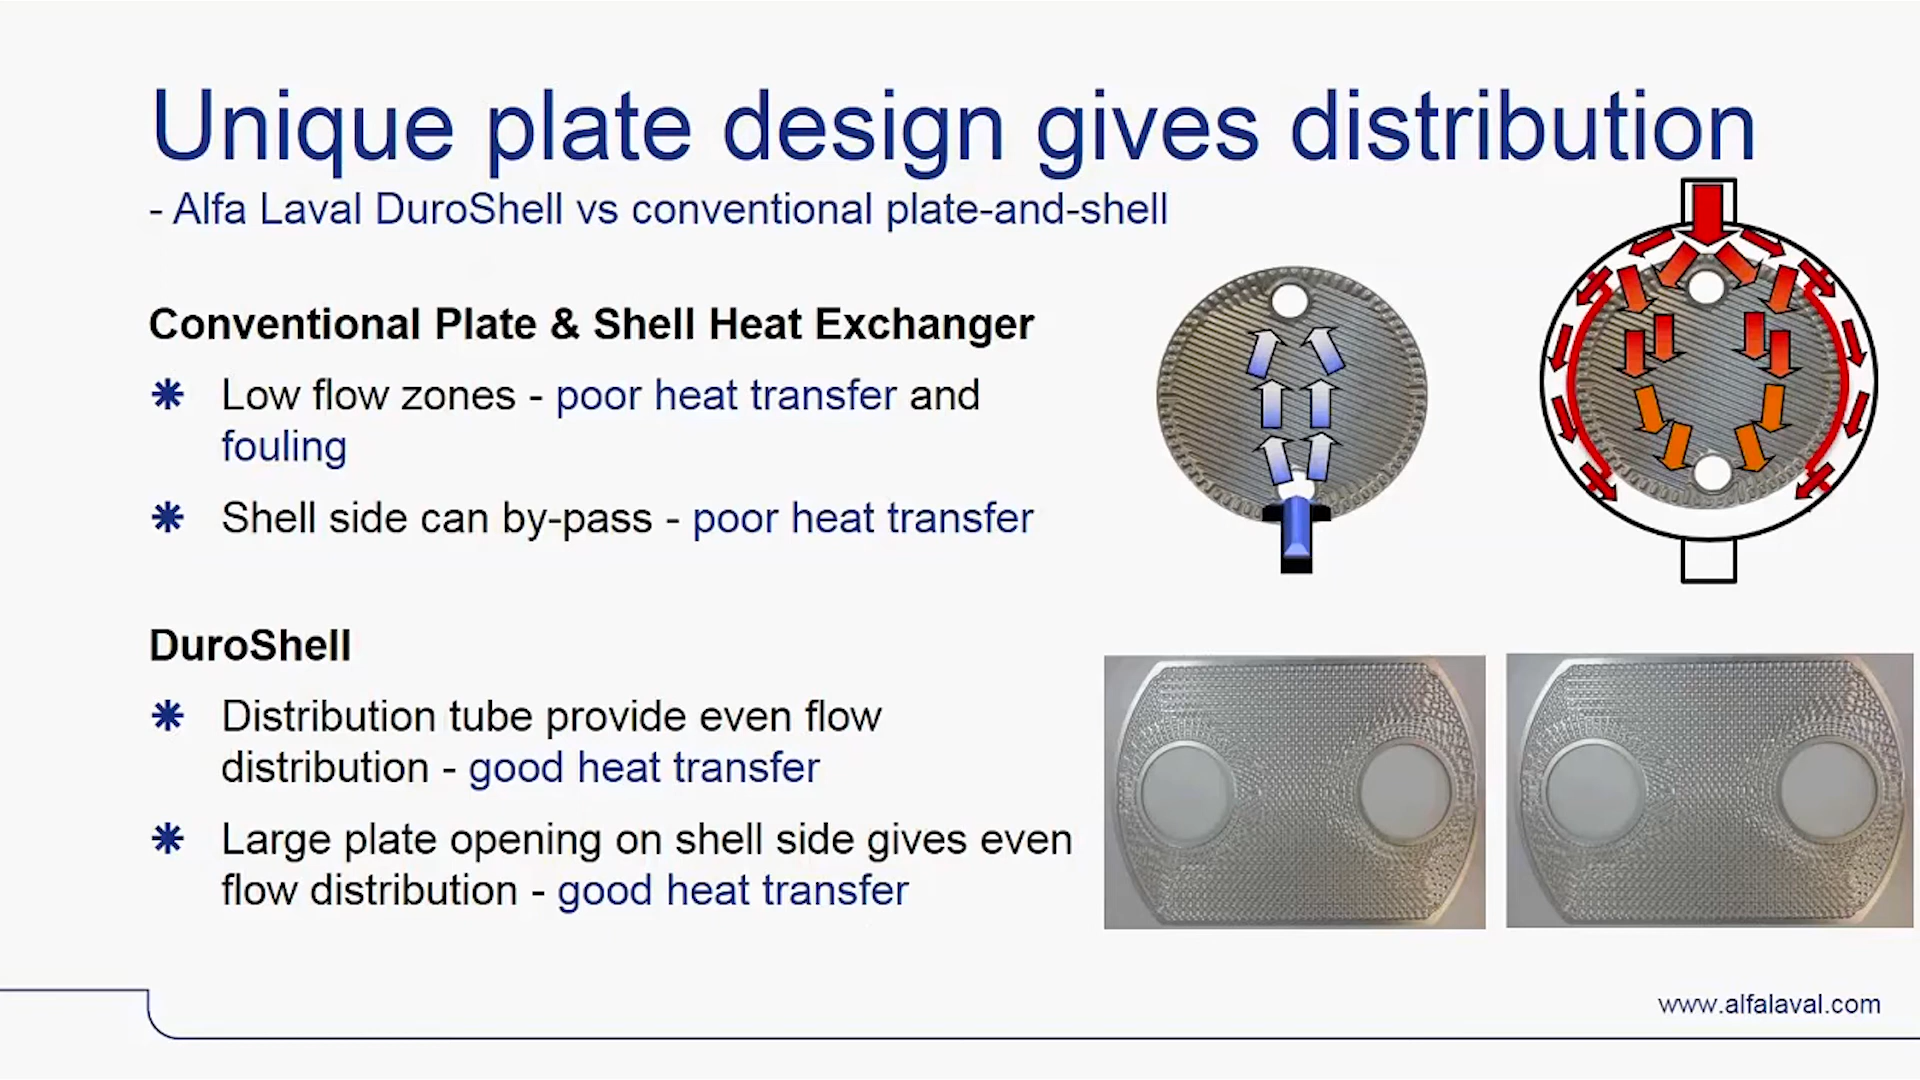 Unique plate design gives distribution
- Alfa Laval DuroShell vs conventional plate-and-shell
Conventional Plate & Shell Heat Exchanger
Low flow zones - poor heat transfer and
fouling
Shell side can by-pass - poor heat transfer
DuroShell
Distribution tube provide even flow
distribution - good heat transfer
Large plate opening on shell side gives even
flow distribution - good heat transfer
www.alfalaval.com